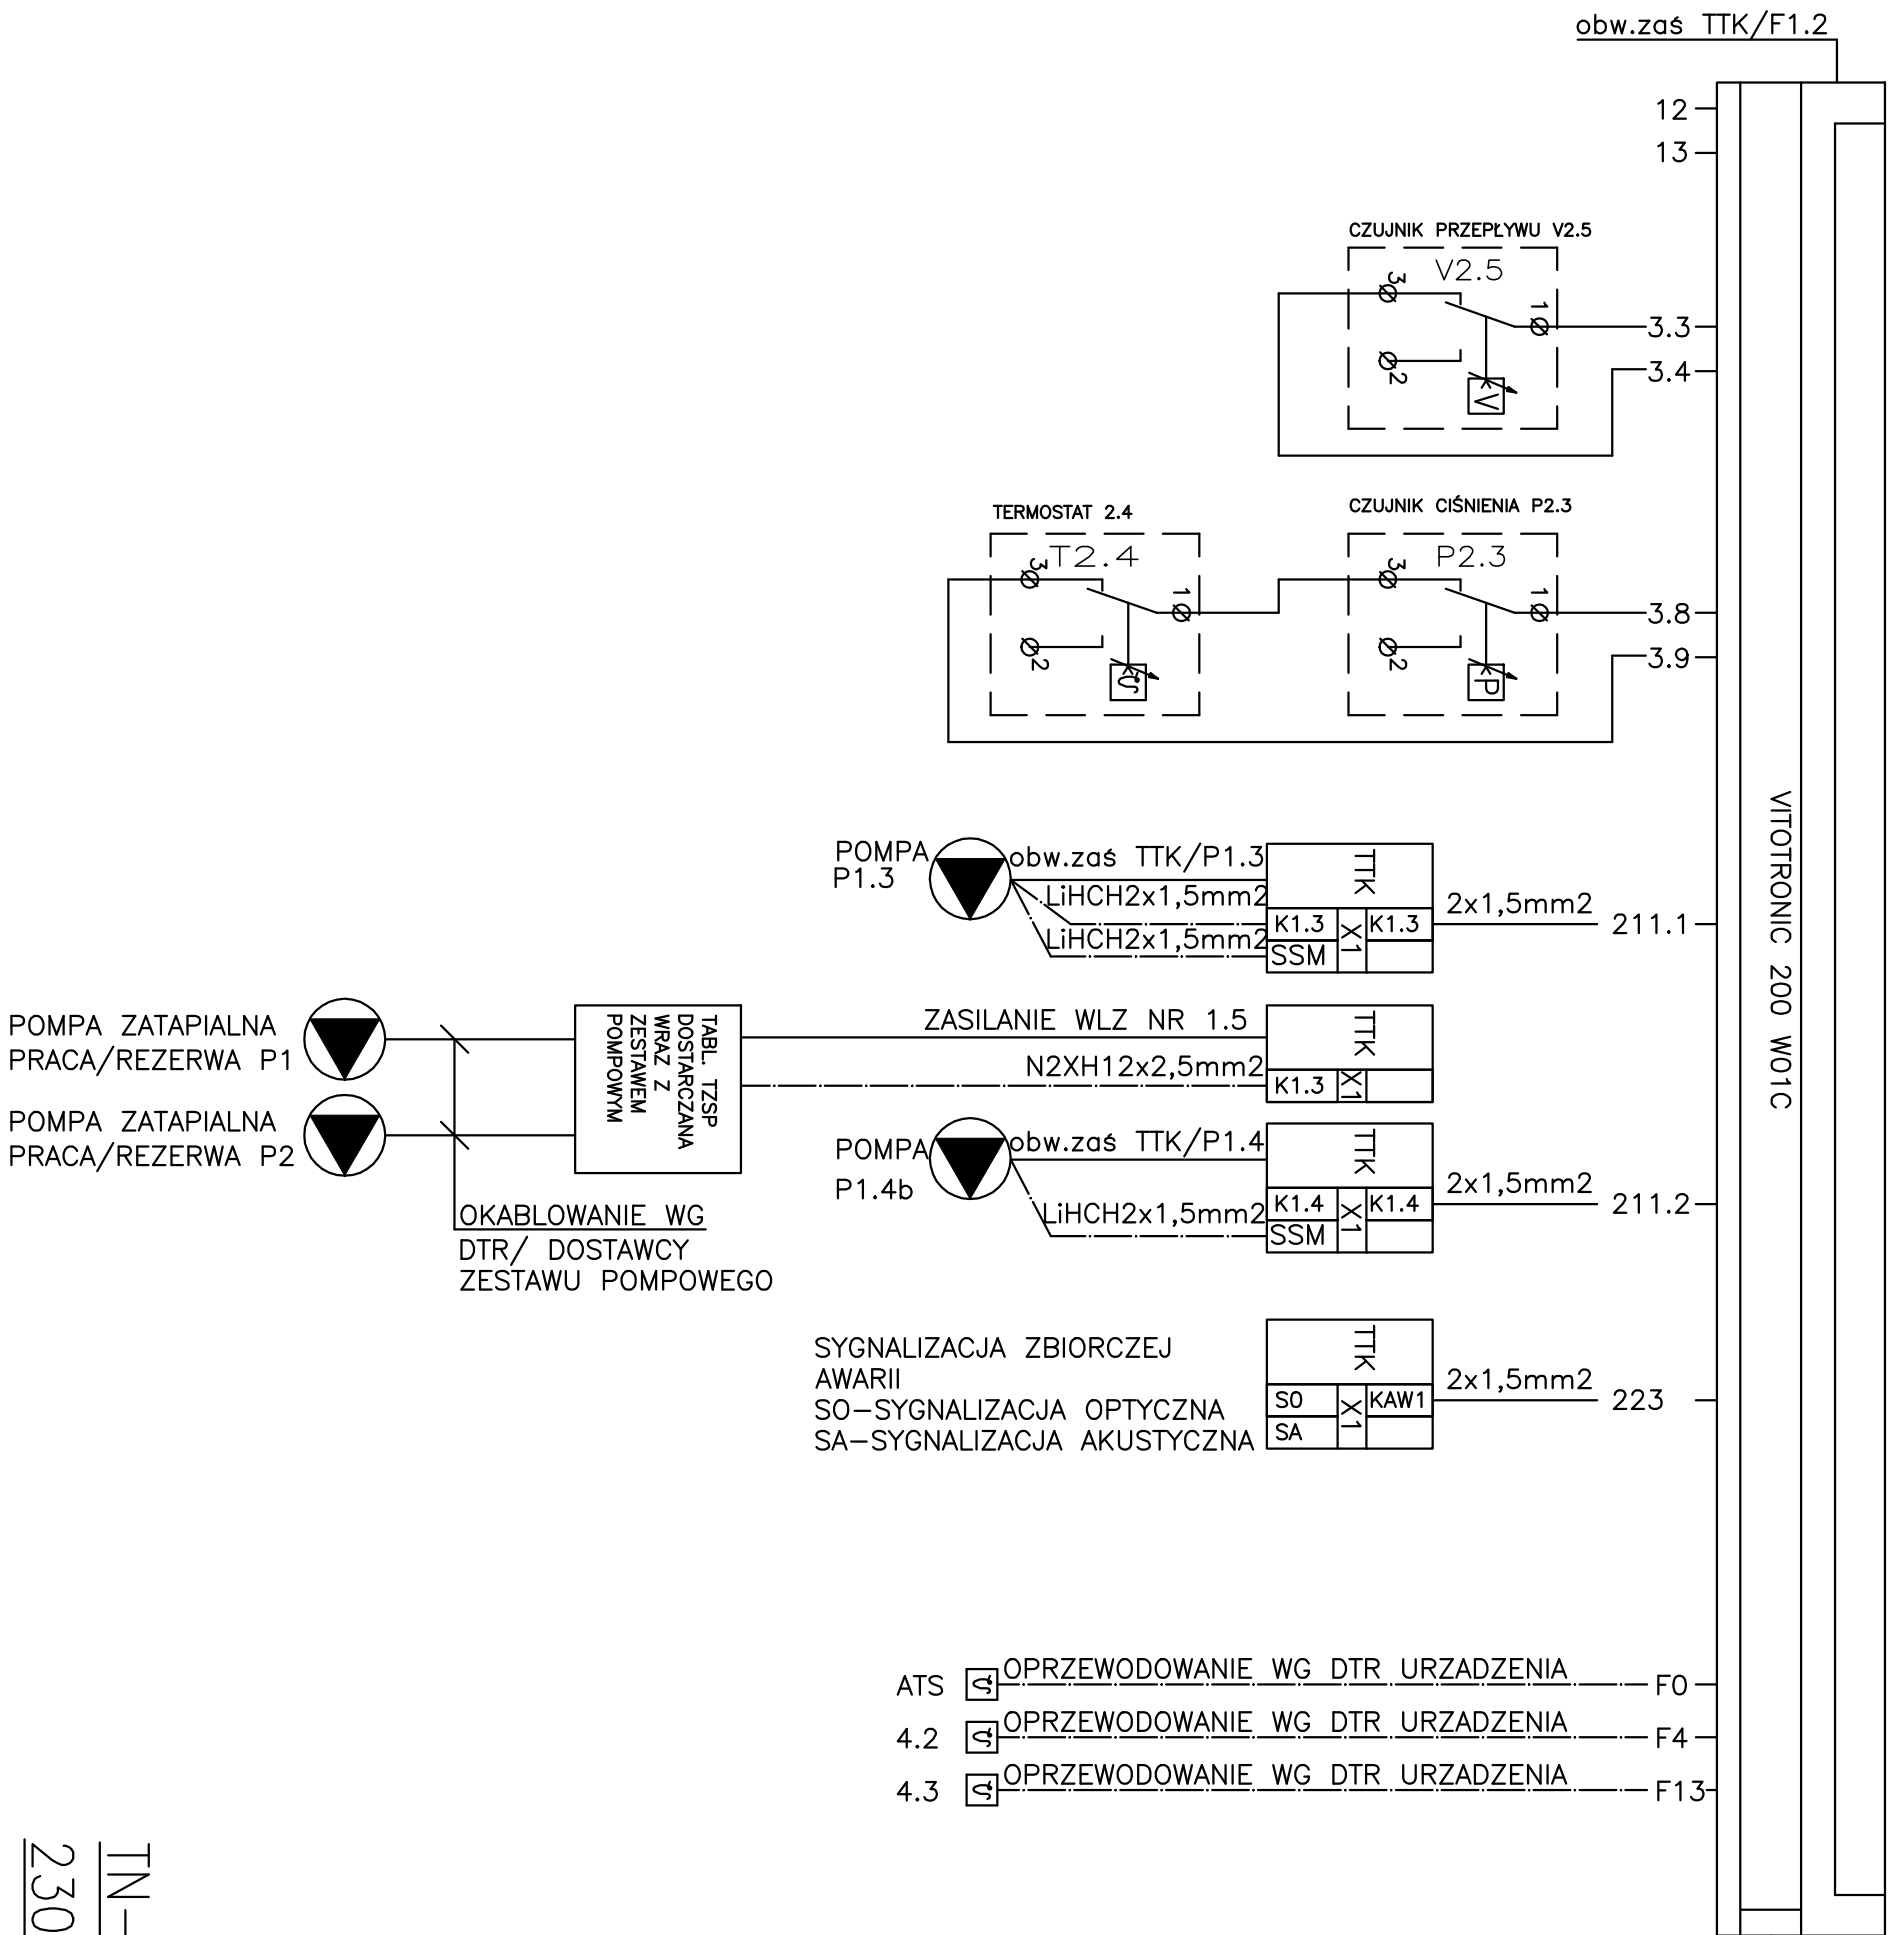 obw.zaś TTK/F1.2
12
13
CZUJNIK PRZEPŁYWU V2.5
V2.5
3
1
2
V
3.3
3.4
TERMOSTAT 2.4
T2.4
3
1
2
CZUJNIK CIŚNIENIA P2.3
P2.3
3
1
2
P
3.8
3.9
VITOTRONIC 200 W01C
POMPA
P1.3
obw.zaś TTK/P1.3
LiHCH2x1,5mm2
LiHCH2x1,5mm2
TTK
K1.3 X1 K1.3
SSM
2x1,5mm2
211.1
POMPA ZATAPIALNA
PRACA/REZERWA P1
POMPA ZATAPIALNA
PRACA/REZERWA P2
TABL. TZSP
DOSTARCZANA
WRAZ Z
ZESTAWEM
POMPOWYM
ZASILANIE WLZ NR 1.5
N2XH12x2,5mm2
TTK
K1.3 X1
OKABLOWANIE WG
DTR/ DOSTAWCY
ZESTAWU POMPOWEGO
POMPA
P1.4b
obw.zaś TTK/P1.4
LiHCH2x1,5mm2
TTK
K1.4 X1 K1.4
SSM
2x1,5mm2
211.2
SYGNALIZACJA ZBIORCZEJ
AWARII
SO-SYGNALIZACJA OPTYCZNA
SA-SYGNALIZACJA AKUSTYCZNA
TTK
SO X1 KAW1
SA
2x1,5mm2
223
ATS OPRZEWODOWANIE WG DTR URZADZENIA F0
4.2 OPRZEWODOWANIE WG DTR URZADZENIA F4
4.3 OPRZEWODOWANIE WG DTR URZADZENIA F13
TN-
230